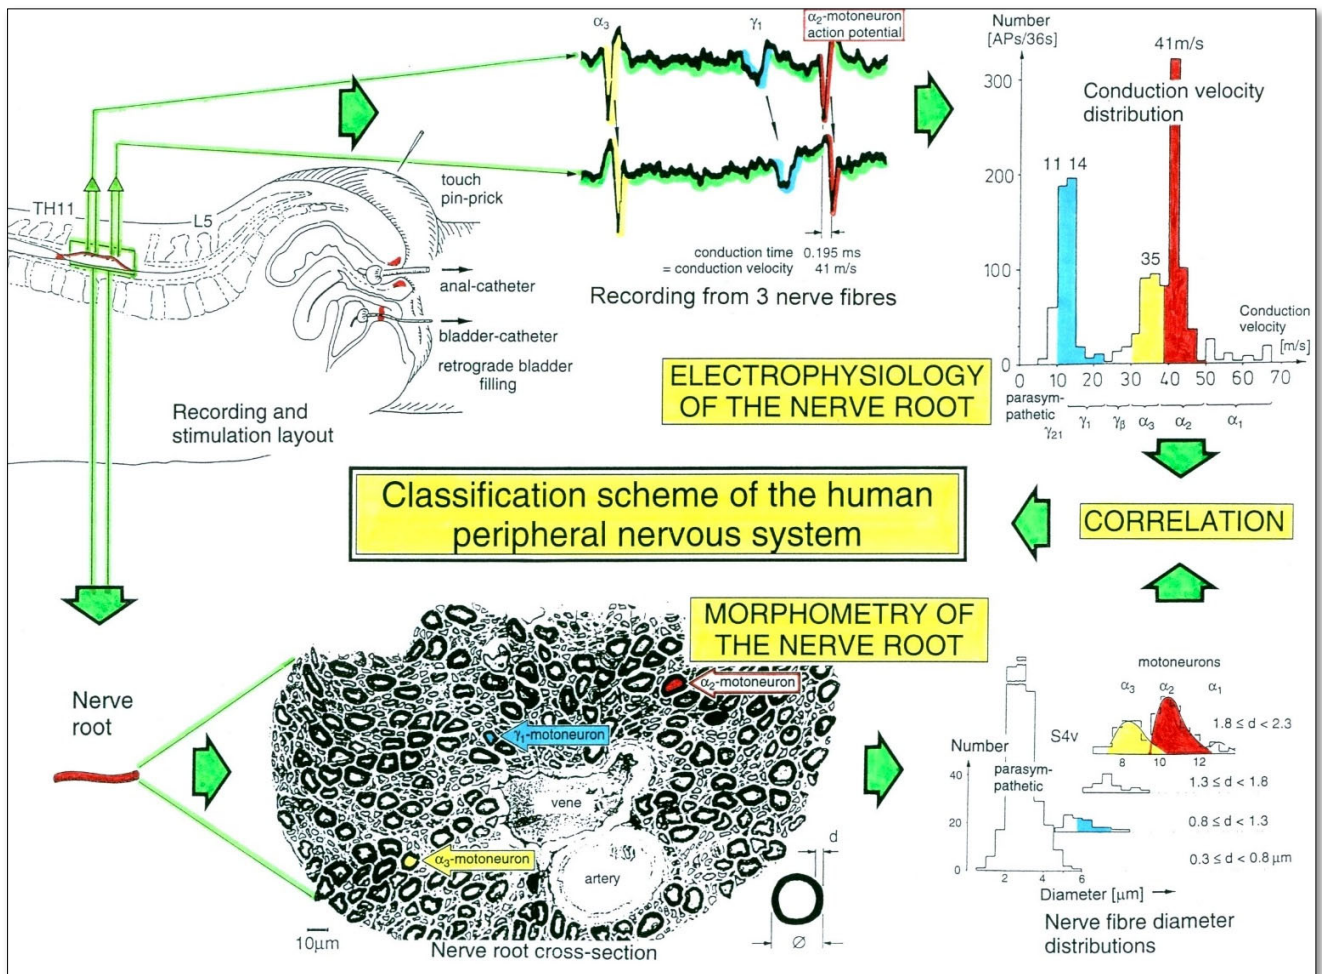 α₃
γ₁
α₂-motoneuron
action potential
Number
[APs/36s]
41m/s
300
Conduction velocity
distribution
11 14
200
35
100
0
Conduction
velocity
[m/s]
0 10 20 30 40 50 60 70
parasym-
pathetic
γ₂₁ γ₁ γᵦ α₃ α₂ α₁
touch
pin-prick
TH11
L5
anal-catheter
bladder-catheter
retrograde bladder
filling
Recording and
stimulation layout
conduction time 0.195 ms
= conduction velocity 41 m/s
Recording from 3 nerve fibres
ELECTROPHYSIOLOGY
OF THE NERVE ROOT
Classification scheme of the human
peripheral nervous system
CORRELATION
MORPHOMETRY OF
THE NERVE ROOT
Nerve
root
α₂-motoneuron
γ₁-motoneuron
vene
α₃-motoneuron
artery
d
Ø
10μm
Nerve root cross-section
motoneurons
α₃ α₂ α₁
S4v
1.8 ≤ d < 2.3
8 10 12
Number
parasym-
pathetic
40
1.3 ≤ d < 1.8
20
0.8 ≤ d < 1.3
0
0.3 ≤ d < 0.8 μm
2 4 6
Diameter [μm]
Nerve fibre diameter
distributions